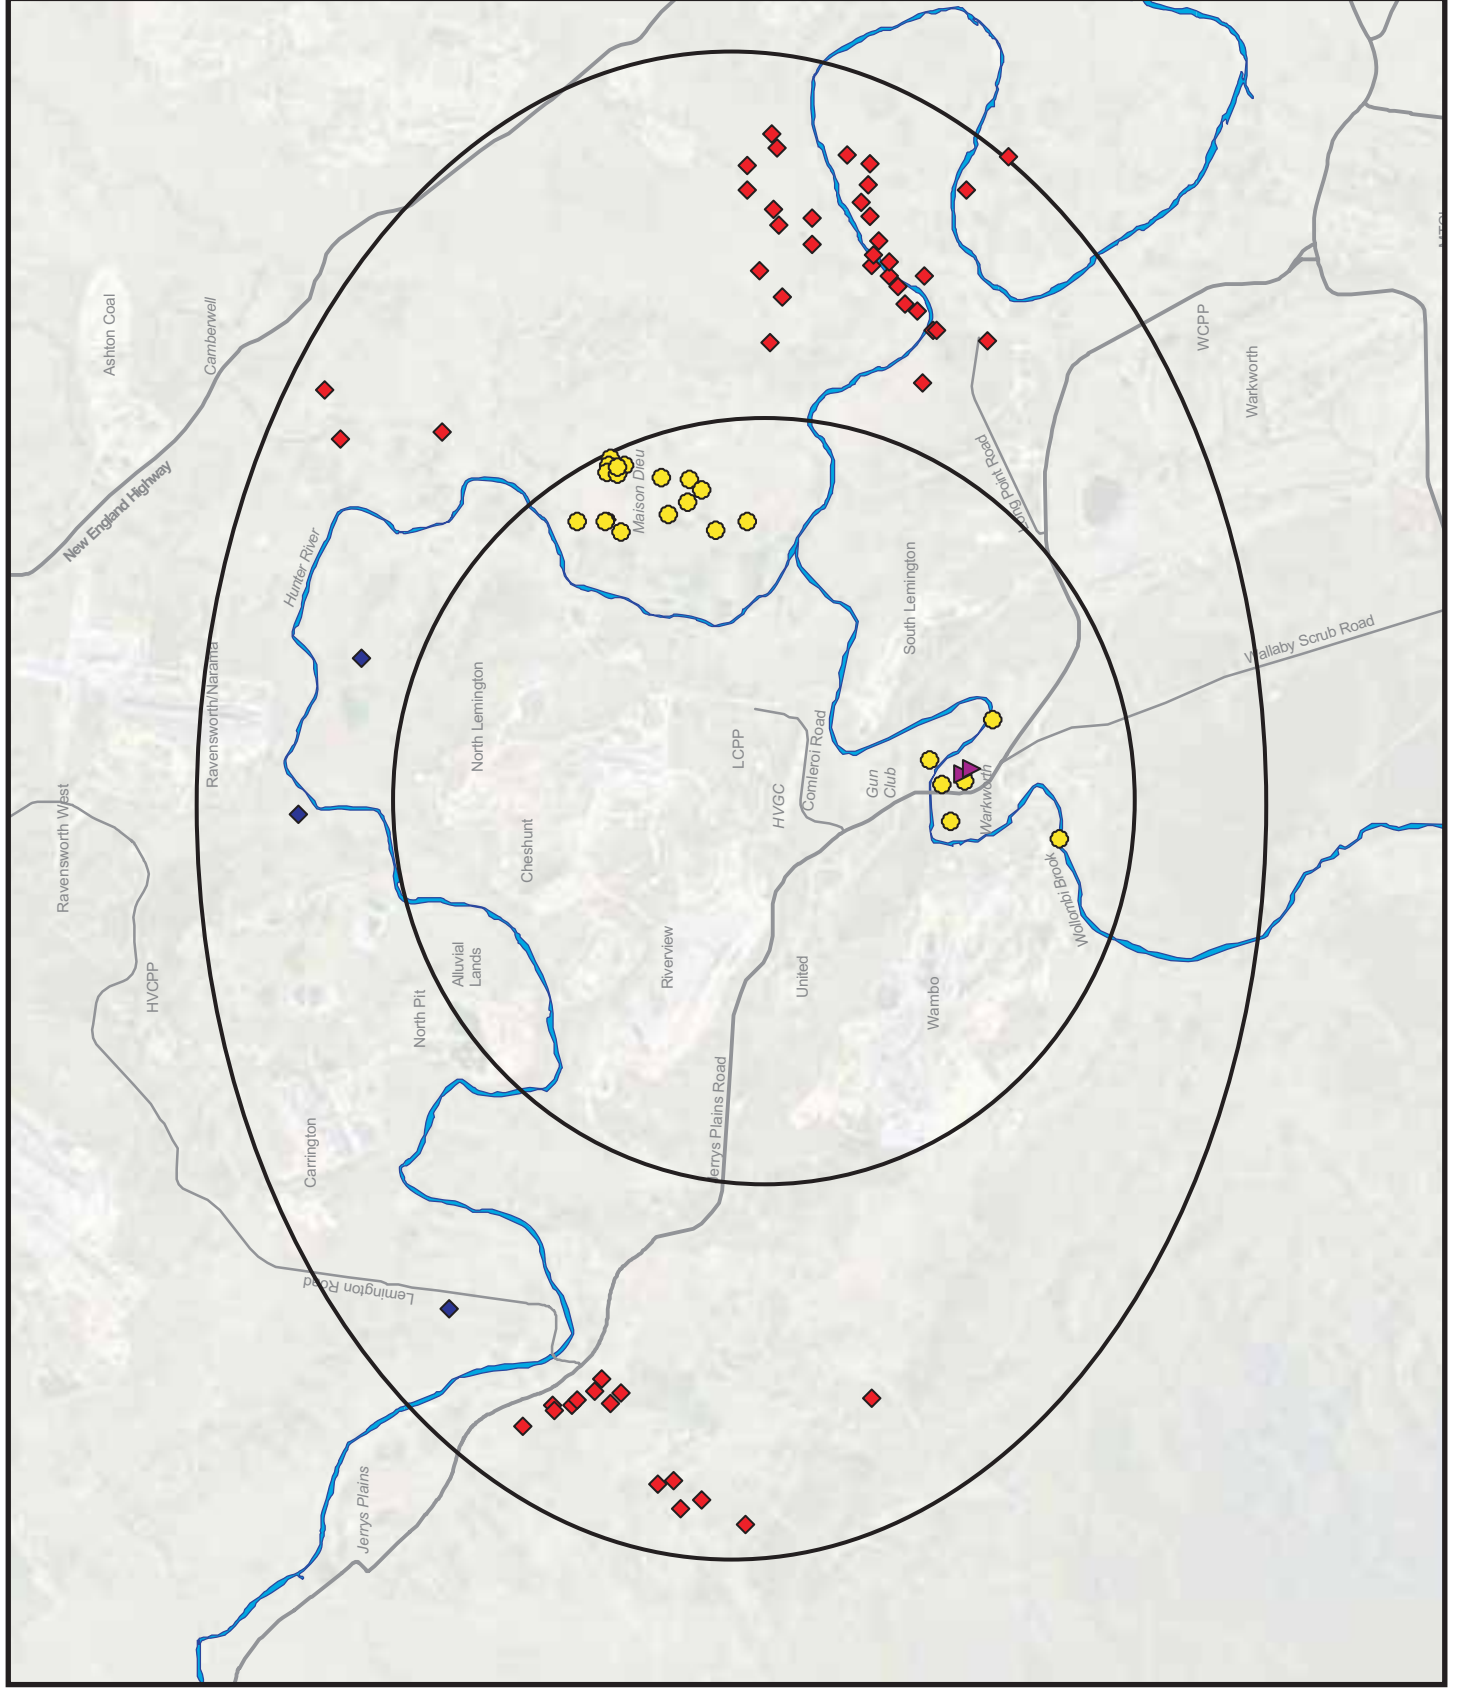 Ashton Coal
Camberwell
New England Highway
Hunter River
Maison Dieu
Long Point Road
WCPP
Warkworth
South Lemington
Wallaby Scrub Road
Ravensworth/Narama
North Lemington
LCPP
Comleroi Road
HVGC
Gun
Club
Warkworth
Ravensworth West
Cheshunt
Wollombi Brook
HVCPP
Alluvial
Lands
North Pit
Riverview
United
Wambo
Carrington
Jerrys Plains Road
Lemington Road
Jerrys Plains